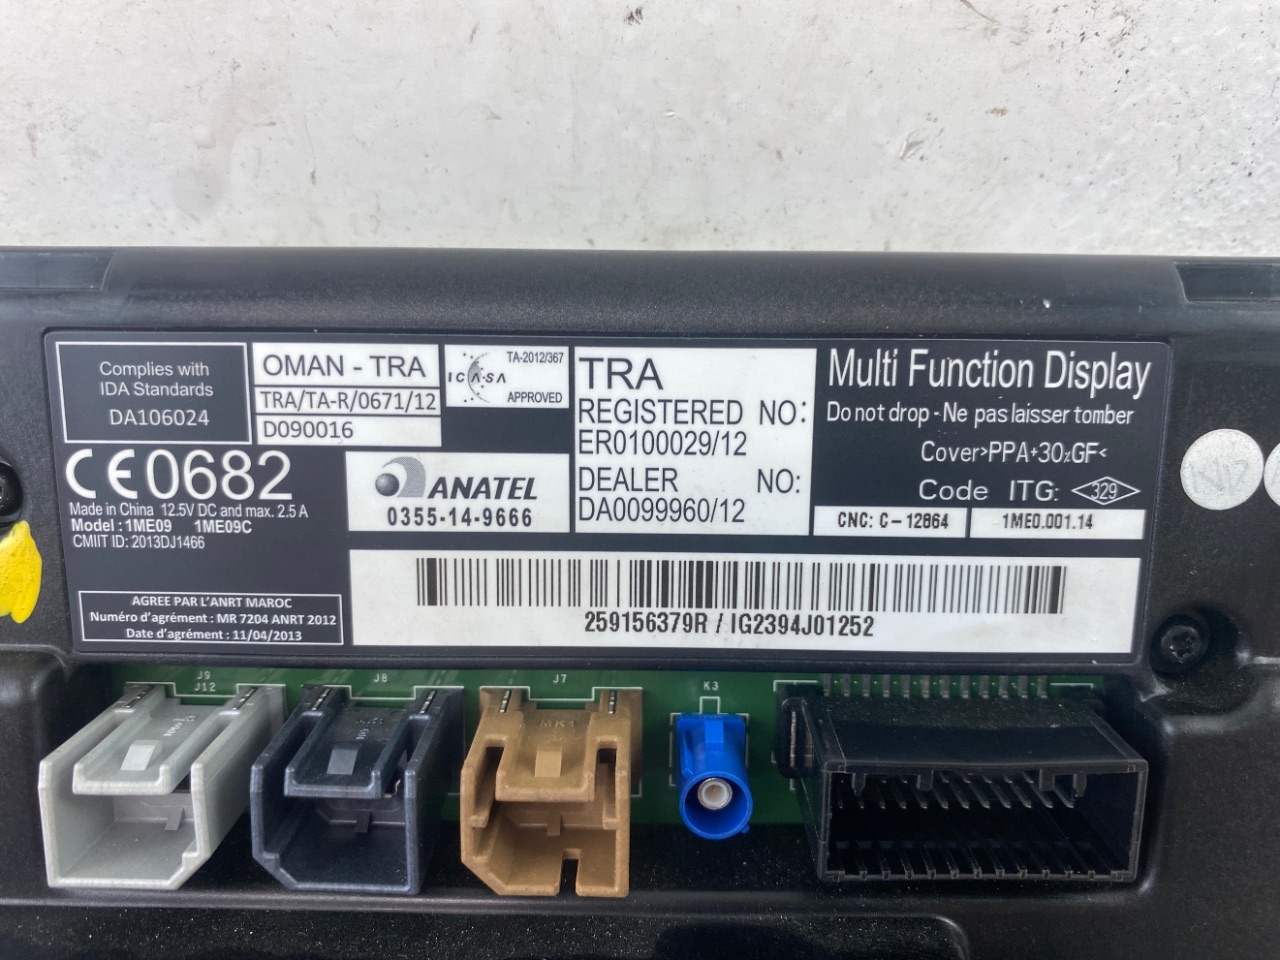 Complies with
IDA Standards
DA106024
OMAN - TRA
TRA/TA-R/0671/12
D090016
ICASA
TA-2012/367
APPROVED
TRA
REGISTERED NO:
ER0100029/12
DEALER NO:
DA0099960/12
Multi Function Display
Do not drop - Ne pas laisser tomber
Cover>PPA+30%GF<
Code ITG: 329
CNC: C-12864
1ME0.001.14
CE0682
Made in China 12.5V DC and max. 2.5 A
Model : 1ME09 1ME09C
CMIIT ID: 2013DJ1466
ANATEL
0355-14-9666
AGREE PAR L'ANRT MAROC
Numéro d'agrément : MR 7204 ANRT 2012
Date d'agrément : 11/04/2013
259156379R / IG2394J01252
J9
J12
J8
J7
K3